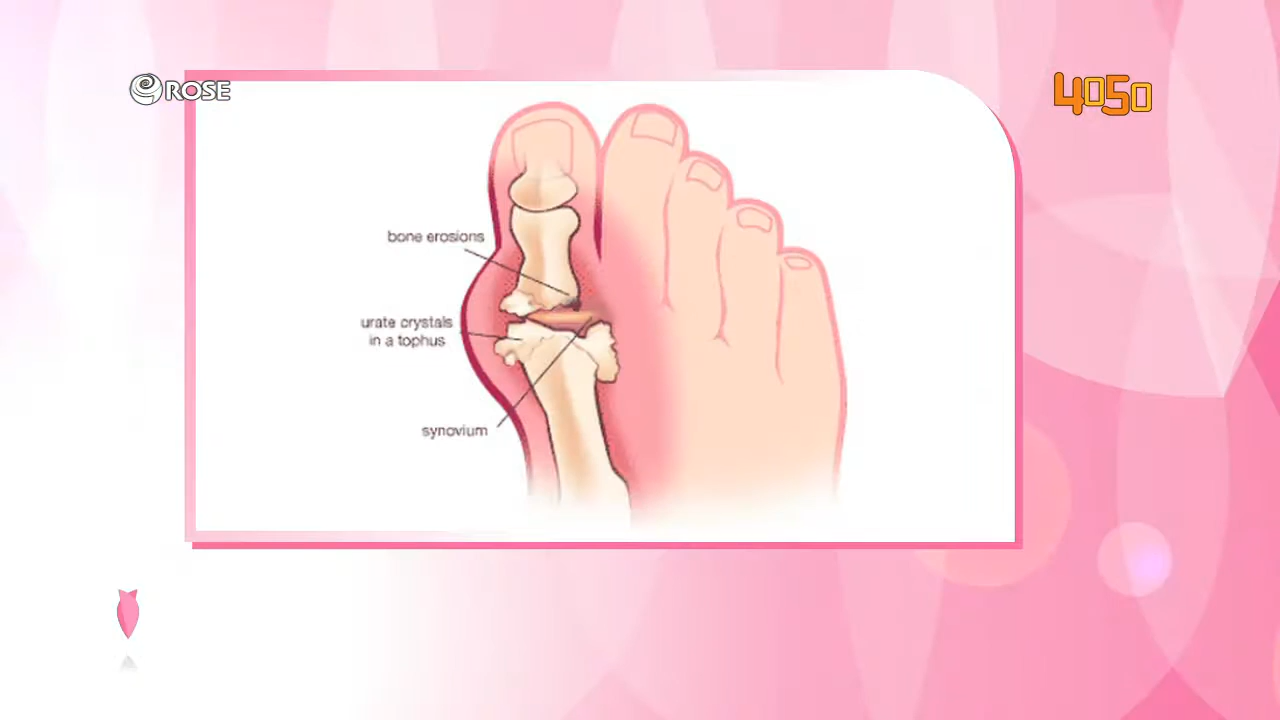 ROSE
4050
bone erosions
urate crystals
in a tophus
synovium